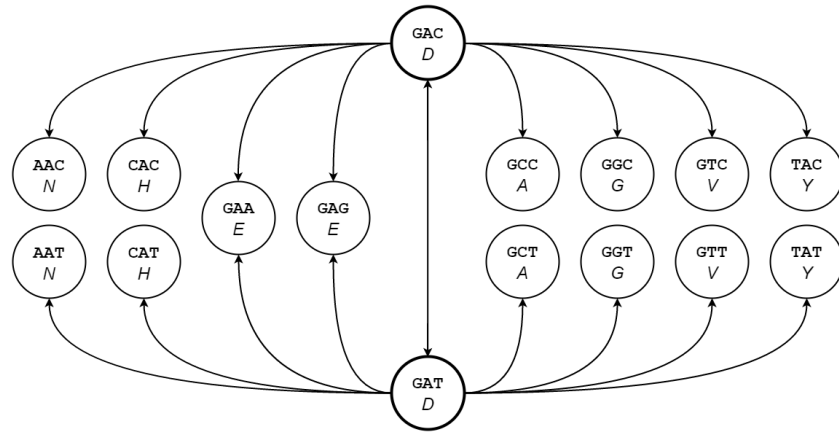 GAC
D
AAC
N
CAC
H
GAA
E
GAG
E
GCC
A
GGC
G
GTC
V
TAC
Y
AAT
N
CAT
H
GCT
A
GGT
G
GTT
V
TAT
Y
GAT
D